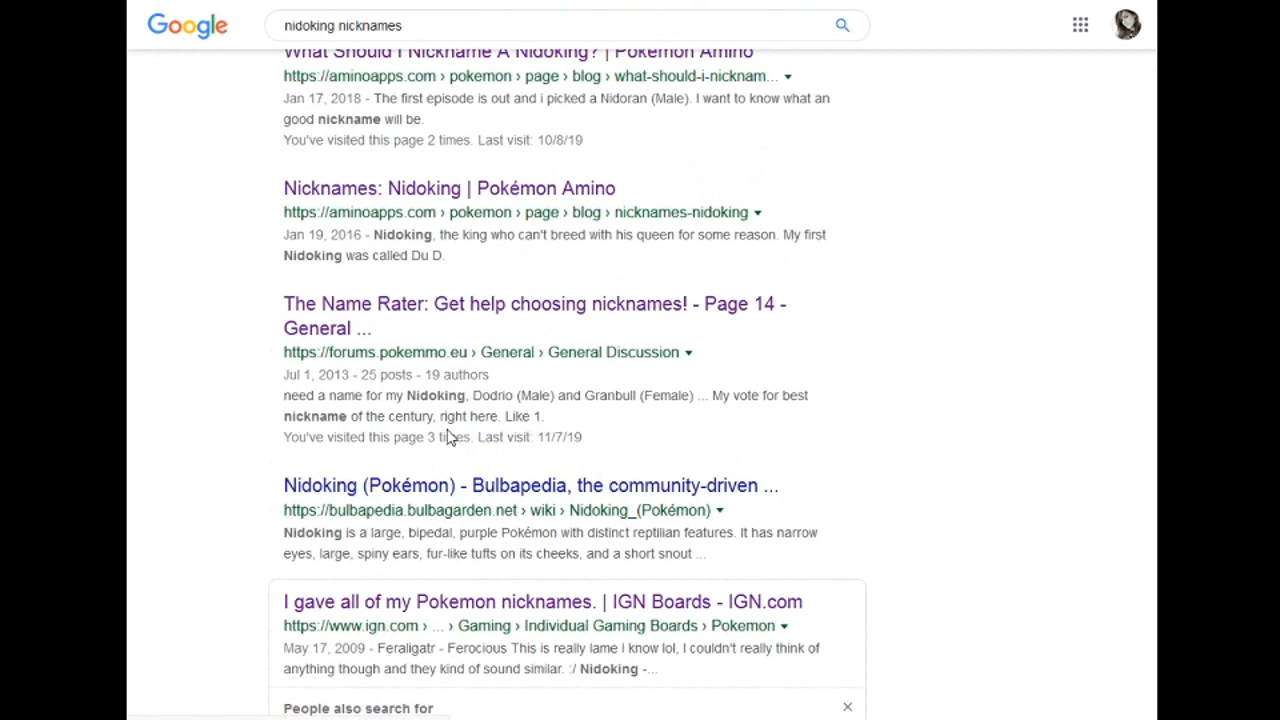 Google
nidoking nicknames
What Should I Nickname A Nidoking? | Pokémon Amino
https://aminoapps.com › pokemon › page › blog › what-should-i-nicknam...
Jan 17, 2018 - The first episode is out and i picked a Nidoran (Male). I want to know what an
good nickname will be.
You've visited this page 2 times. Last visit: 10/8/19
Nicknames: Nidoking | Pokémon Amino
https://aminoapps.com › pokemon › page › blog › nicknames-nidoking
Jan 19, 2016 - Nidoking, the king who can't breed with his queen for some reason. My first
Nidoking was called Du D.
The Name Rater: Get help choosing nicknames! - Page 14 -
General ...
https://forums.pokemmo.eu › General › General Discussion
Jul 1, 2013 - 25 posts - 19 authors
need a name for my Nidoking, Dodrio (Male) and Granbull (Female) ... My vote for best
nickname of the century, right here. Like 1.
You've visited this page 3 times. Last visit: 11/7/19
Nidoking (Pokémon) - Bulbapedia, the community-driven ...
https://bulbapedia.bulbagarden.net › wiki › Nidoking_(Pokémon)
Nidoking is a large, bipedal, purple Pokémon with distinct reptilian features. It has narrow
eyes, large, spiny ears, fur-like tufts on its cheeks, and a short snout ...
I gave all of my Pokemon nicknames. | IGN Boards - IGN.com
https://www.ign.com › ... › Gaming › Individual Gaming Boards › Pokemon
May 17, 2009 - Feraligatr - Ferocious This is really lame I know lol, I couldn't really think of
anything though and they kind of sound similar. :/ Nidoking -...
People also search for